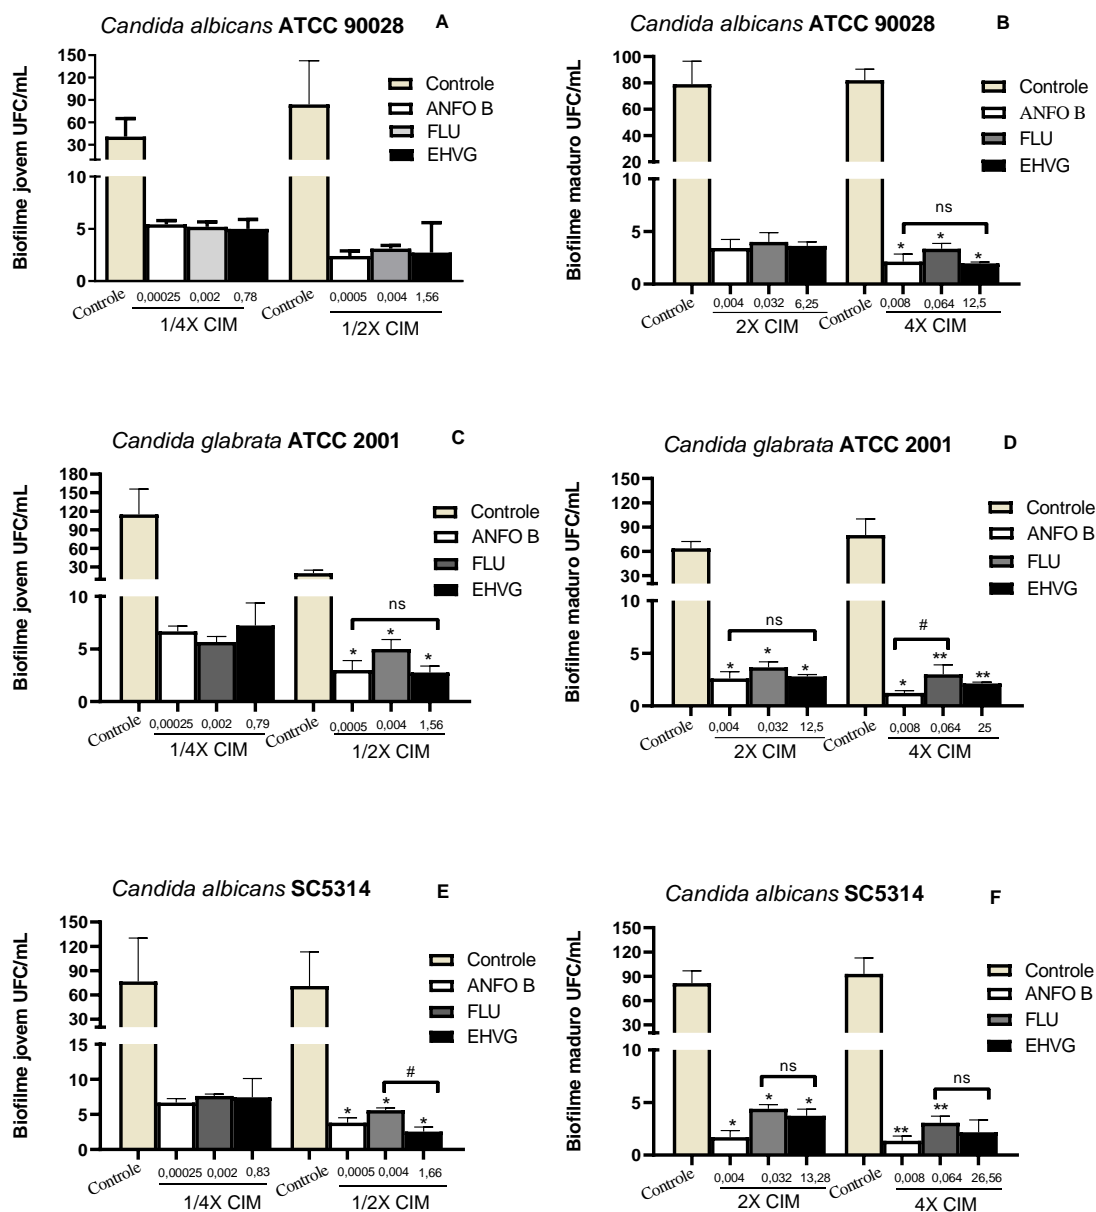 Candida albicans ATCC 90028 A
Biofilme jovem UFC/mL
150
120
90
60
30
10
5
0
Controle
ANFO B
FLU
EHVG
Controle 0,00025 0,002 0,78 Controle 0,0005 0,004 1,56
1/4X CIM 1/2X CIM
Candida albicans ATCC 90028 B
Biofilme maduro UFC/mL
100
80
60
40
20
10
5
0
Controle
ANFO B
FLU
EHVG
ns
* * *
Controle 0,004 0,032 6,25 Controle 0,008 0,064 12,5
2X CIM 4X CIM
Candida glabrata ATCC 2001 C
Biofilme jovem UFC/mL
180
150
120
90
60
30
10
5
0
Controle
ANFO B
FLU
EHVG
ns
* * *
Controle 0,00025 0,002 0,79 Controle 0,0005 0,004 1,56
1/4X CIM 1/2X CIM
Candida glabrata ATCC 2001 D
Biofilme maduro UFC/mL
150
120
90
60
30
10
5
0
Controle
ANFO B
FLU
EHVG
ns #
* * * * ** **
Controle 0,004 0,032 12,5 Controle 0,008 0,064 25
2X CIM 4X CIM
Candida albicans SC5314 E
Biofilme jovem UFC/mL
150
120
90
60
30
15
10
5
0
Controle
ANFO B
FLU
EHVG
#
* * *
Controle 0,00025 0,002 0,83 Controle 0,0005 0,004 1,66
1/4X CIM 1/2X CIM
Candida albicans SC5314 F
Biofilme maduro UFC/mL
150
120
90
60
30
10
5
0
Controle
ANFO B
FLU
EHVG
ns ns
* * * ** **
Controle 0,004 0,032 13,28 Controle 0,008 0,064 26,56
2X CIM 4X CIM